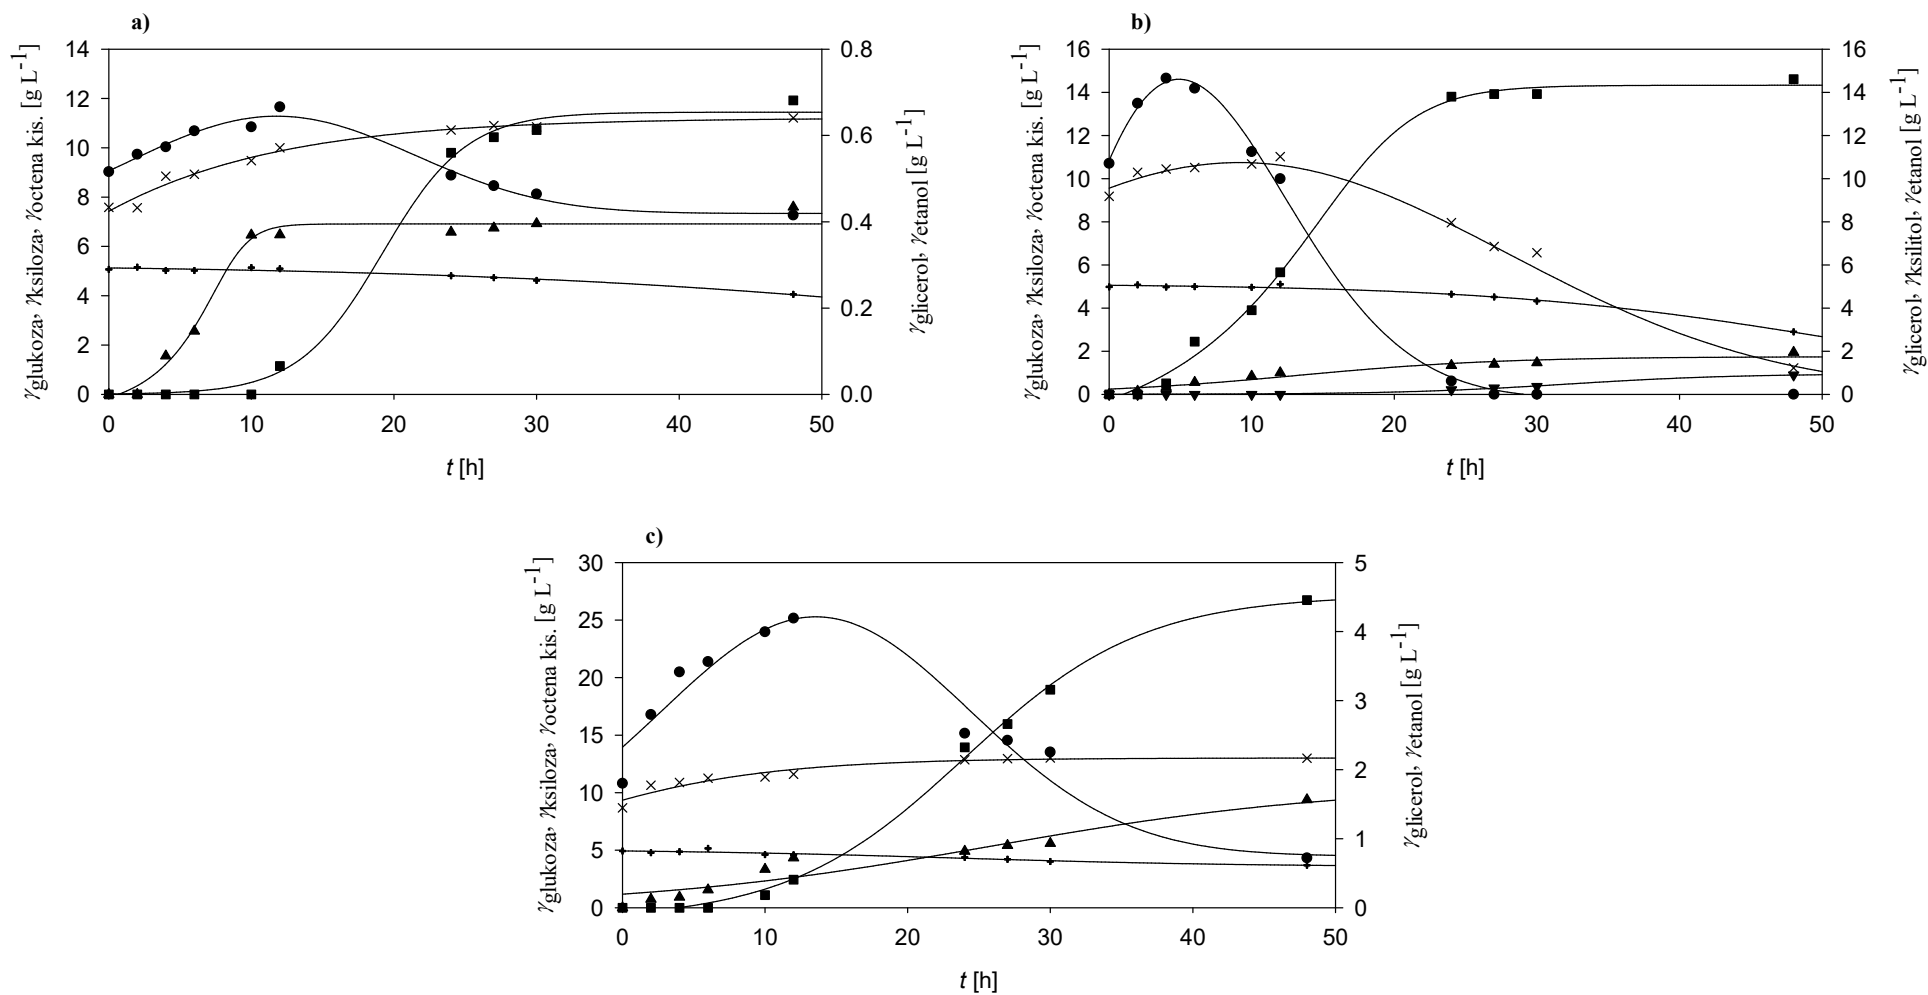 a)
γglukoza, γksiloza, γoctena kis. [g L-1]
14
12
10
8
6
4
2
0
0.8
0.6
0.4
0.2
0.0
γglicerol, γetanol [g L-1]
0 10 20 30 40 50
t [h]
b)
γglukoza, γksiloza, γoctena kis. [g L-1]
16
14
12
10
8
6
4
2
0
16
14
12
10
8
6
4
2
0
γglicerol, γksilitol, γetanol [g L-1]
0 10 20 30 40 50
t [h]
c)
γglukoza, γksiloza, γoctena kis. [g L-1]
30
25
20
15
10
5
0
5
4
3
2
1
0
γglicerol, γetanol [g L-1]
0 10 20 30 40 50
t [h]